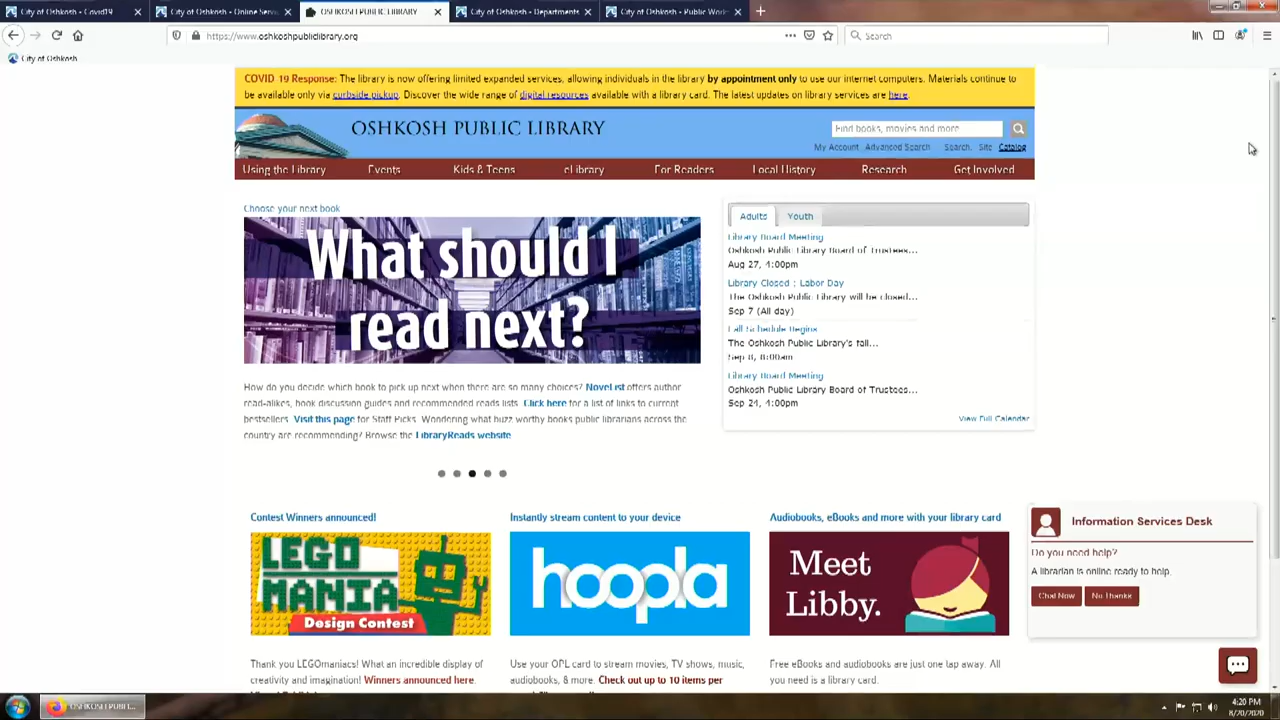 City of Oshkosh - Covid19
City of Oshkosh - Online Servi
OSHKOSH PUBLIC LIBRARY
City of Oshkosh - Departments
City of Oshkosh - Public Works
https://www.oshkoshpubliclibrary.org
Search
City of Oshkosh
COVID 19 Response: The library is now offering limited expanded services, allowing individuals in the library by appointment only to use our internet computers. Materials continue to
be available only via curbside pickup. Discover the wide range of digital resources available with a library card. The latest updates on library services are here.
OSHKOSH PUBLIC LIBRARY
Find books, movies and more...
My Account Advanced Search Search: Site Catalog
Using the Library Events Kids & Teens eLibrary For Readers Local History Research Get Involved
Choose your next book
What should I
read next?
How do you decide which book to pick up next when there are so many choices? NoveList offers author
read-alikes, book discussion guides and recommended reads lists. Click here for a list of links to current
bestsellers. Visit this page for Staff Picks. Wondering what buzz worthy books public librarians across the
country are recommending? Browse the LibraryReads website
Adults Youth
Library Board Meeting
Oshkosh Public Library Board of Trustees...
Aug 27, 4:00pm
Library Closed : Labor Day
The Oshkosh Public Library will be closed...
Sep 7 (All day)
Fall Schedule Begins
The Oshkosh Public Library's fall...
Sep 8, 8:00am
Library Board Meeting
Oshkosh Public Library Board of Trustees...
Sep 24, 4:00pm
View Full Calendar
Contest Winners announced!
LEGO
MANIA
Design Contest
Thank you LEGOmaniacs! What an incredible display of
creativity and imagination! Winners announced here.
Instantly stream content to your device
hoopla
Use your OPL card to stream movies, TV shows, music,
audiobooks, & more. Check out up to 10 items per
Audiobooks, eBooks and more with your library card
Meet
Libby.
Free eBooks and audiobooks are just one tap away. All
you need is a library card.
Information Services Desk
Do you need help?
A librarian is online ready to help.
Chat Now No Thanks
OSHKOSH PUBLI...
4:20 PM
8/20/2020